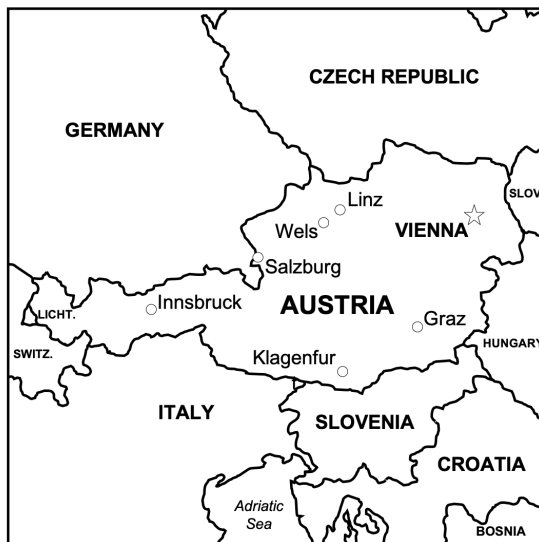 CZECH REPUBLIC
GERMANY
SLOV
Linz
Wels
VIENNA
Salzburg
Innsbruck
AUSTRIA
LICHT.
Graz
HUNGARY
SWITZ.
Klagenfur
ITALY
SLOVENIA
CROATIA
Adriatic
Sea
BOSNIA